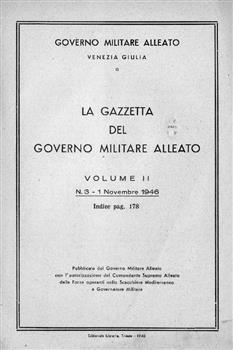 GOVERNO MILITARE ALLEATO
VENEZIA GIULIA
LA GAZZETTA
DEL
GOVERNO MILITARE ALLEATO
VOLUME II
N. 3 - 1 Novembre 1946
Indice pag. 178
Pubblicata dal Governo Militare Alleato
con l'autorizzazione del Comandante Supremo Alleato
delle Forze operanti nello Scacchiere Mediterraneo
e Governatore Militare
Editoriale Libraria, Trieste - 1946